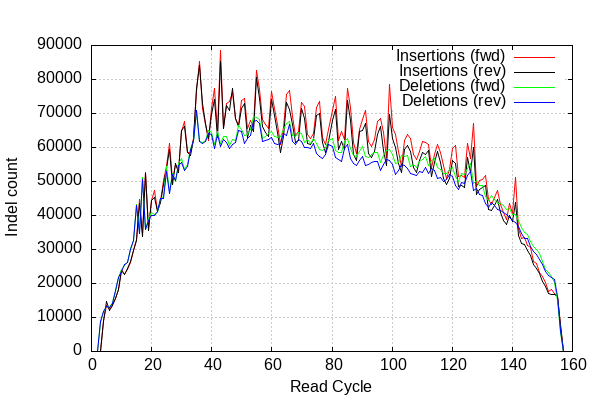 90000
80000
70000
60000
50000
40000
30000
20000
10000
0
Indel count
Insertions (fwd)
Insertions (rev)
Deletions (fwd)
Deletions (rev)
0 20 40 60 80 100 120 140 160
Read Cycle